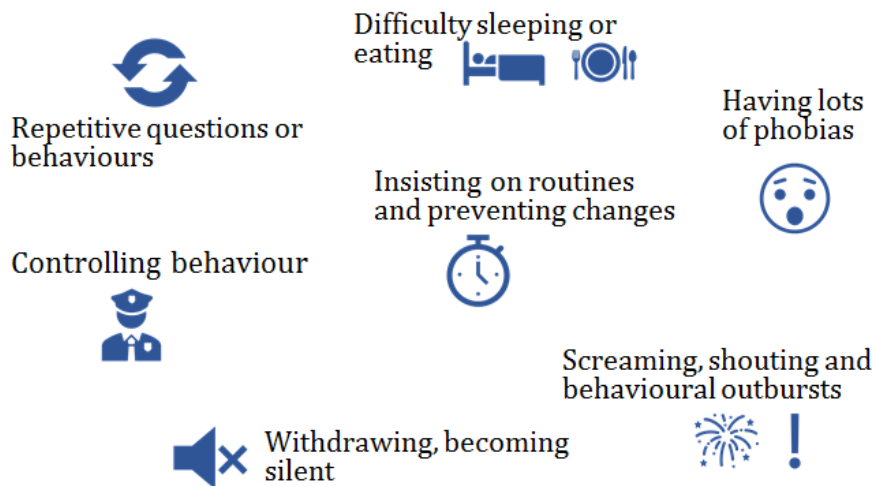 Difficulty sleeping or
eating
Repetitive questions or
behaviours
Having lots
of phobias
Insisting on routines
and preventing changes
Controlling behaviour
Screaming, shouting and
behavioural outbursts
Withdrawing, becoming
silent